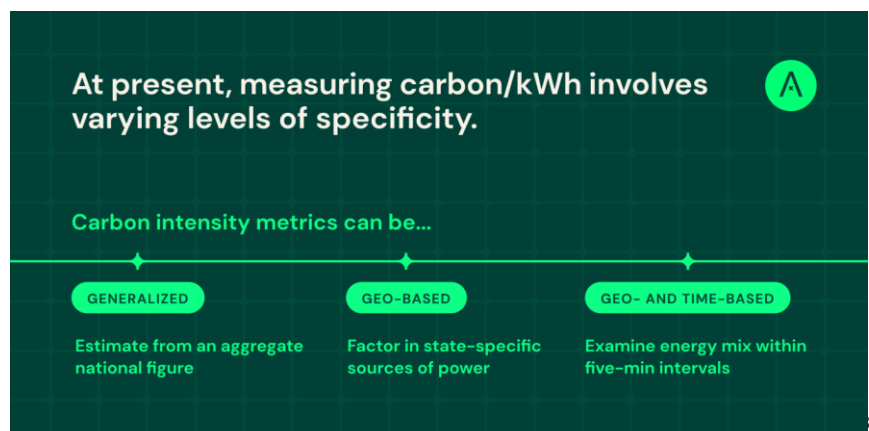 At present, measuring carbon/kWh involves
varying levels of specificity.
Carbon intensity metrics can be...
GENERALIZED
Estimate from an aggregate
national figure
GEO-BASED
Factor in state-specific
sources of power
GEO- AND TIME-BASED
Examine energy mix within
five-min intervals